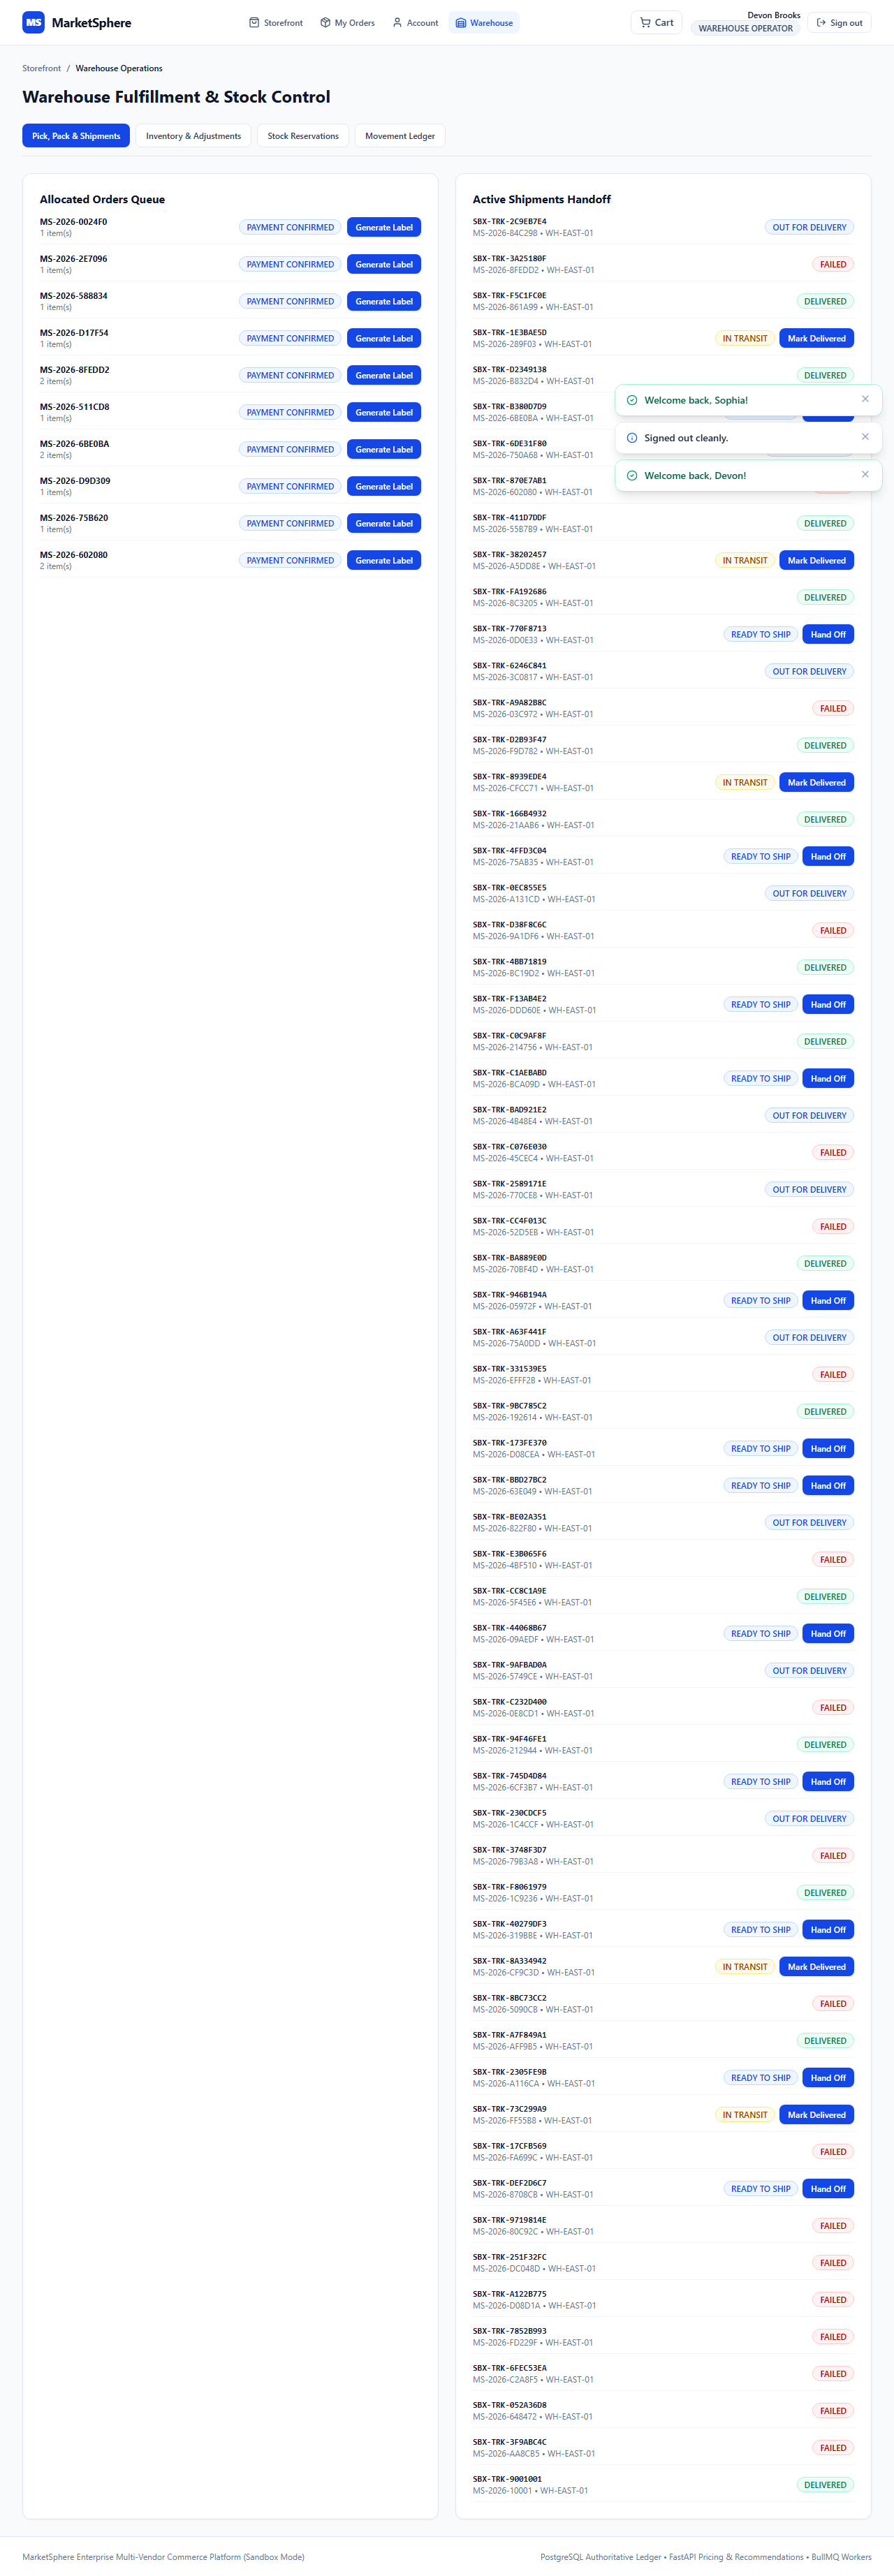 MS MarketSphere
Storefront
My Orders
Account
Warehouse
Cart
Devon Brooks
WAREHOUSE OPERATOR
Sign out
Storefront / Warehouse Operations
Warehouse Fulfillment & Stock Control
Pick, Pack & Shipments
Inventory & Adjustments
Stock Reservations
Movement Ledger
Allocated Orders Queue
MS-2026-0024F0
1 item(s)
PAYMENT CONFIRMED Generate Label
MS-2026-2E7096
1 item(s)
PAYMENT CONFIRMED Generate Label
MS-2026-588834
1 item(s)
PAYMENT CONFIRMED Generate Label
MS-2026-D17F54
1 item(s)
PAYMENT CONFIRMED Generate Label
MS-2026-8FEDD2
2 item(s)
PAYMENT CONFIRMED Generate Label
MS-2026-511CD8
1 item(s)
PAYMENT CONFIRMED Generate Label
MS-2026-6BE0BA
2 item(s)
PAYMENT CONFIRMED Generate Label
MS-2026-D9D309
1 item(s)
PAYMENT CONFIRMED Generate Label
MS-2026-75B620
1 item(s)
PAYMENT CONFIRMED Generate Label
MS-2026-602080
2 item(s)
PAYMENT CONFIRMED Generate Label
Active Shipments Handoff
SBX-TRK-2C9EB7E4
MS-2026-84C298 • WH-EAST-01
OUT FOR DELIVERY
SBX-TRK-3A25180F
MS-2026-8FEDD2 • WH-EAST-01
FAILED
SBX-TRK-F5C1FC0E
MS-2026-861A99 • WH-EAST-01
DELIVERED
SBX-TRK-1E3BAE5D
MS-2026-289F03 • WH-EAST-01
IN TRANSIT Mark Delivered
SBX-TRK-D2349138
MS-2026-8832D4 • WH-EAST-01
DELIVERED
SBX-TRK-B380D7D9
MS-2026-6BE0BA • WH-EAST-01
Welcome back, Sophia!
SBX-TRK-6DE31F80
MS-2026-750A68 • WH-EAST-01
Signed out cleanly.
SBX-TRK-870E7AB1
MS-2026-602080 • WH-EAST-01
Welcome back, Devon!
SBX-TRK-411D7DDF
MS-2026-5587B9 • WH-EAST-01
DELIVERED
SBX-TRK-38202457
MS-2026-A5DD8E • WH-EAST-01
IN TRANSIT Mark Delivered
SBX-TRK-FA192686
MS-2026-8C3205 • WH-EAST-01
DELIVERED
SBX-TRK-770F8713
MS-2026-0D0E33 • WH-EAST-01
READY TO SHIP Hand Off
SBX-TRK-6246C841
MS-2026-3C0817 • WH-EAST-01
OUT FOR DELIVERY
SBX-TRK-A9A82B8C
MS-2026-03C972 • WH-EAST-01
FAILED
SBX-TRK-D2B93F47
MS-2026-F9D782 • WH-EAST-01
DELIVERED
SBX-TRK-8939EDE4
MS-2026-CFCC71 • WH-EAST-01
IN TRANSIT Mark Delivered
SBX-TRK-166B4932
MS-2026-21AAB6 • WH-EAST-01
DELIVERED
SBX-TRK-4FFD3C04
MS-2026-75AB35 • WH-EAST-01
READY TO SHIP Hand Off
SBX-TRK-0EC855E5
MS-2026-A131CD • WH-EAST-01
OUT FOR DELIVERY
SBX-TRK-D38F8C6C
MS-2026-9A1DF6 • WH-EAST-01
FAILED
SBX-TRK-4BB71819
MS-2026-BC19D2 • WH-EAST-01
DELIVERED
SBX-TRK-F13AB4E2
MS-2026-DDD60E • WH-EAST-01
READY TO SHIP Hand Off
SBX-TRK-C0C9AF8F
MS-2026-214756 • WH-EAST-01
DELIVERED
SBX-TRK-C1AEBABD
MS-2026-8CA09D • WH-EAST-01
READY TO SHIP Hand Off
SBX-TRK-BAD921E2
MS-2026-4B48E4 • WH-EAST-01
OUT FOR DELIVERY
SBX-TRK-C076E030
MS-2026-45CEC4 • WH-EAST-01
FAILED
SBX-TRK-2589171E
MS-2026-770CE8 • WH-EAST-01
OUT FOR DELIVERY
SBX-TRK-CC4F013C
MS-2026-52D5EB • WH-EAST-01
FAILED
SBX-TRK-BA889E0D
MS-2026-70BF4D • WH-EAST-01
DELIVERED
SBX-TRK-946B194A
MS-2026-05972F • WH-EAST-01
READY TO SHIP Hand Off
SBX-TRK-A63F441F
MS-2026-75A0DD • WH-EAST-01
OUT FOR DELIVERY
SBX-TRK-331539E5
MS-2026-EFFF2B • WH-EAST-01
FAILED
SBX-TRK-9BC785C2
MS-2026-192614 • WH-EAST-01
DELIVERED
SBX-TRK-173FE370
MS-2026-D08CEA • WH-EAST-01
READY TO SHIP Hand Off
SBX-TRK-BBD27BC2
MS-2026-63E049 • WH-EAST-01
READY TO SHIP Hand Off
SBX-TRK-BE02A351
MS-2026-822F80 • WH-EAST-01
OUT FOR DELIVERY
SBX-TRK-E3B065F6
MS-2026-4BF510 • WH-EAST-01
FAILED
SBX-TRK-CC8C1A9E
MS-2026-5F45E6 • WH-EAST-01
DELIVERED
SBX-TRK-44068B67
MS-2026-09AEDF • WH-EAST-01
READY TO SHIP Hand Off
SBX-TRK-9AFBAD0A
MS-2026-5749CE • WH-EAST-01
OUT FOR DELIVERY
SBX-TRK-C232D400
MS-2026-0E8CD1 • WH-EAST-01
FAILED
SBX-TRK-94F46FE1
MS-2026-212944 • WH-EAST-01
DELIVERED
SBX-TRK-745D4D84
MS-2026-6CF3B7 • WH-EAST-01
READY TO SHIP Hand Off
SBX-TRK-230CDCF5
MS-2026-1C4CCF • WH-EAST-01
OUT FOR DELIVERY
SBX-TRK-3748F3D7
MS-2026-79B3A8 • WH-EAST-01
FAILED
SBX-TRK-F8061979
MS-2026-1C9236 • WH-EAST-01
DELIVERED
SBX-TRK-40279DF3
MS-2026-319BBE • WH-EAST-01
READY TO SHIP Hand Off
SBX-TRK-8A334942
MS-2026-CF9C3D • WH-EAST-01
IN TRANSIT Mark Delivered
SBX-TRK-8BC73CC2
MS-2026-5090CB • WH-EAST-01
FAILED
SBX-TRK-A7F849A1
MS-2026-AFF9B5 • WH-EAST-01
DELIVERED
SBX-TRK-2305FE9B
MS-2026-A116CA • WH-EAST-01
READY TO SHIP Hand Off
SBX-TRK-73C299A9
MS-2026-FF55B8 • WH-EAST-01
IN TRANSIT Mark Delivered
SBX-TRK-17CFB569
MS-2026-FA699C • WH-EAST-01
FAILED
SBX-TRK-DEF2D6C7
MS-2026-8708CB • WH-EAST-01
READY TO SHIP Hand Off
SBX-TRK-9719814E
MS-2026-80C92C • WH-EAST-01
FAILED
SBX-TRK-251F32FC
MS-2026-DC048D • WH-EAST-01
FAILED
SBX-TRK-A122B775
MS-2026-D08D1A • WH-EAST-01
FAILED
SBX-TRK-7852B993
MS-2026-FD229F • WH-EAST-01
FAILED
SBX-TRK-6FEC53EA
MS-2026-C2A8F5 • WH-EAST-01
FAILED
SBX-TRK-052A36D8
MS-2026-648472 • WH-EAST-01
FAILED
SBX-TRK-3F9ABC4C
MS-2026-AA8CB5 • WH-EAST-01
FAILED
SBX-TRK-9001001
MS-2026-10001 • WH-EAST-01
DELIVERED
MarketSphere Enterprise Multi-Vendor Commerce Platform (Sandbox Mode)
PostgreSQL Authoritative Ledger • FastAPI Pricing & Recommendations • BullMQ Workers